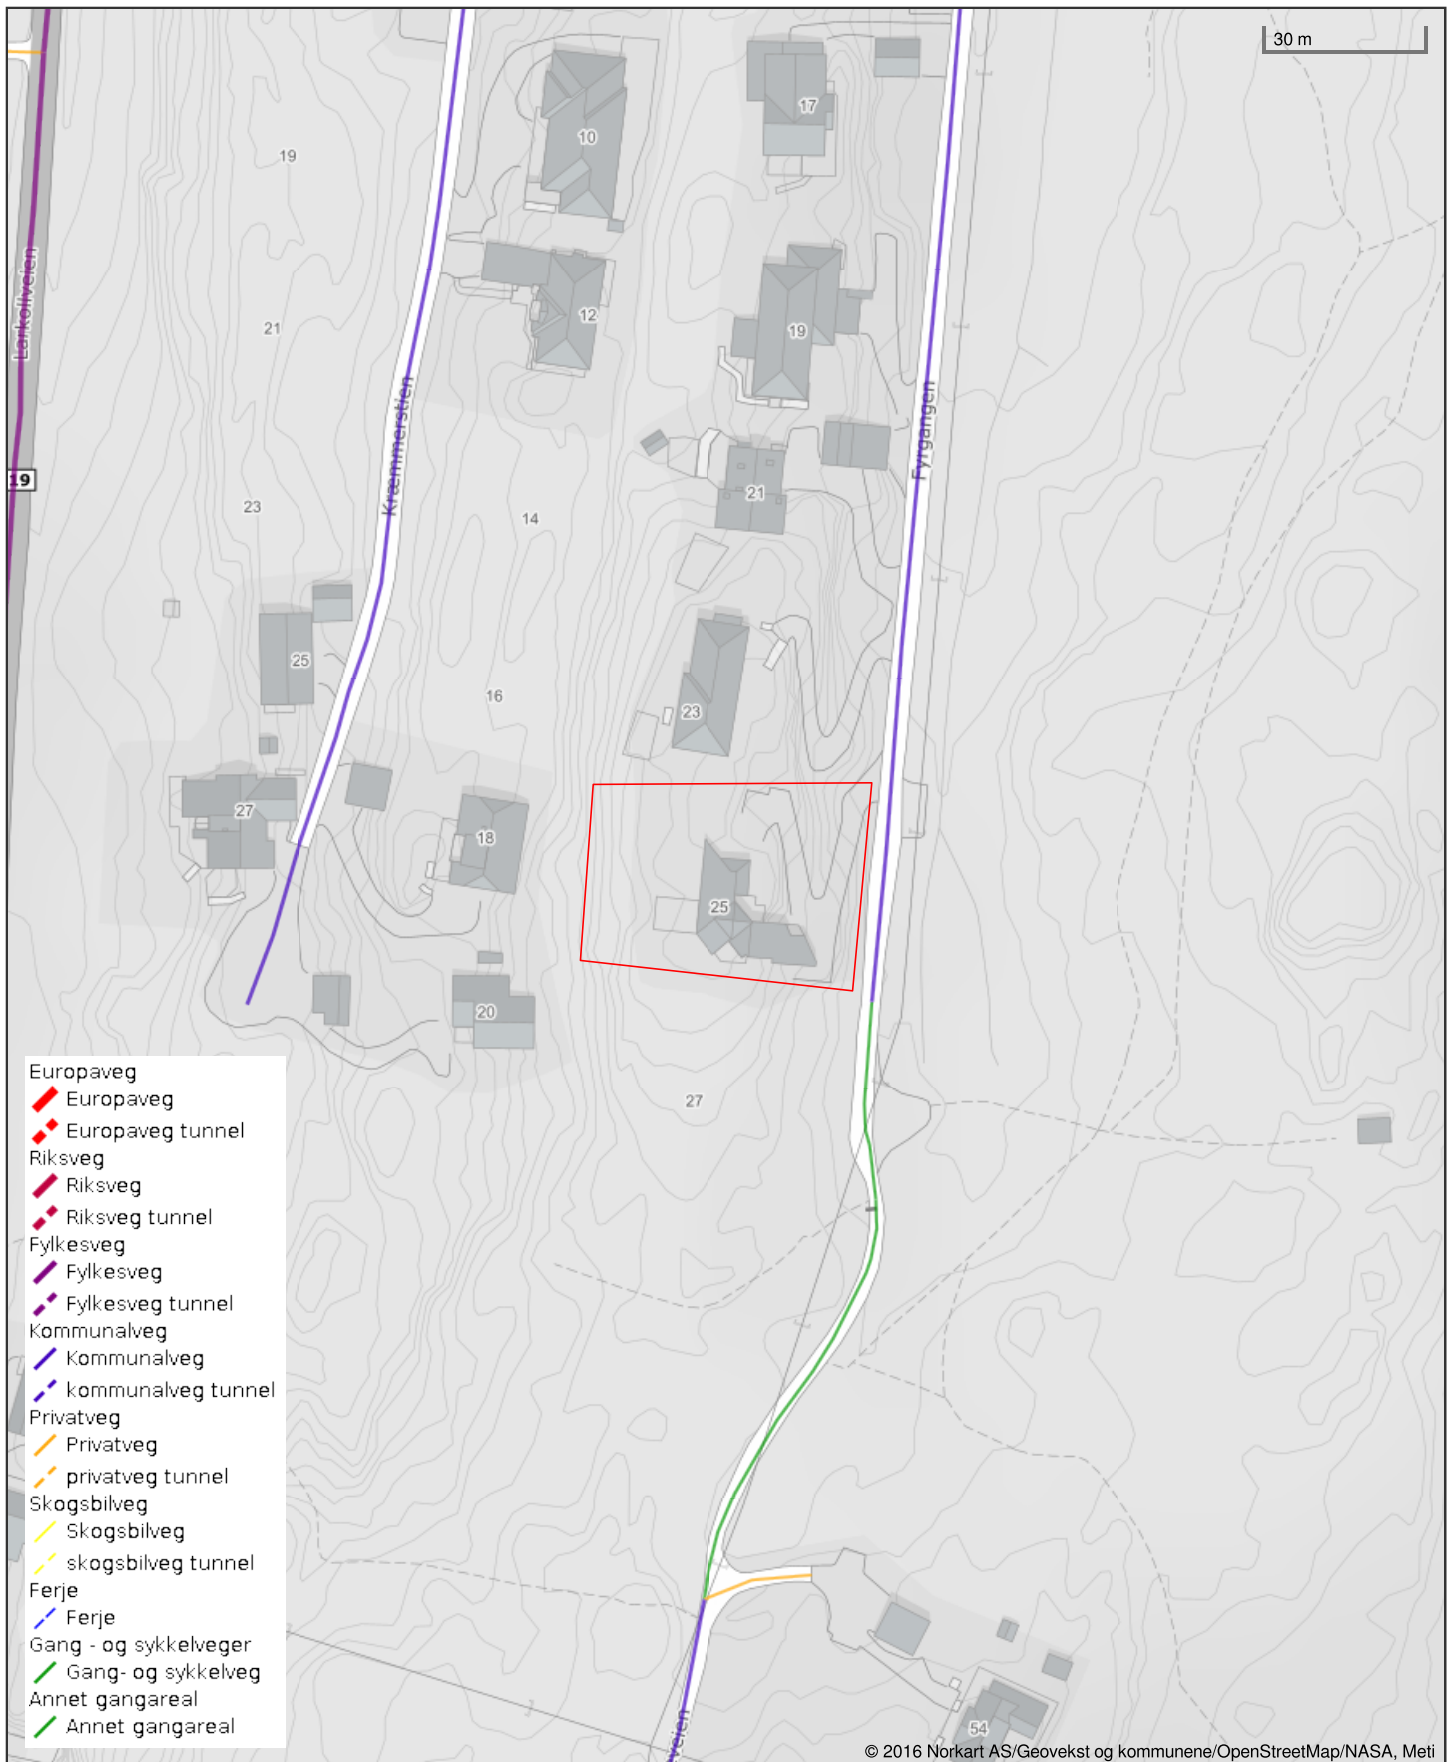 30 m
10
17
19
12
19
21
Larkollveien
Kræmmerstien
Fyrgangen
19
23
14
21
25
16
23
27
18
25
20
27
Europaveg
Europaveg
Europaveg tunnel
Riksveg
Riksveg
Riksveg tunnel
Fylkesveg
Fylkesveg
Fylkesveg tunnel
Kommunalveg
Kommunalveg
kommunalveg tunnel
Privatveg
Privatveg
privatveg tunnel
Skogsbilveg
Skogsbilveg
skogsbilveg tunnel
Ferje
Ferje
Gang - og sykkelveger
Gang- og sykkelveg
Annet gangareal
Annet gangareal
veien
54
© 2016 Norkart AS/Geovekst og kommunene/OpenStreetMap/NASA, Meti